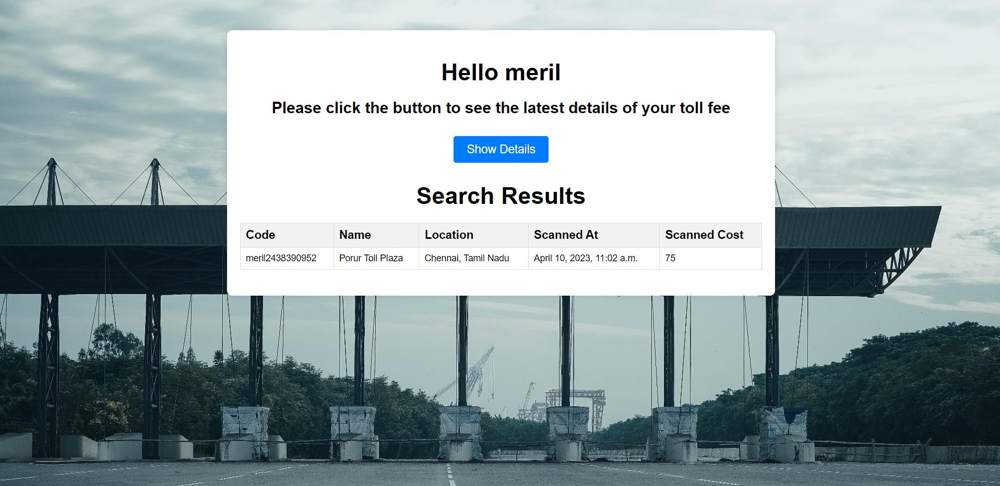 Hello meril
Please click the button to see the latest details of your toll fee
Show Details
Search Results
Code Name Location Scanned At Scanned Cost
meril2438390952 Porur Toll Plaza Chennai, Tamil Nadu April 10, 2023, 11:02 a.m. 75